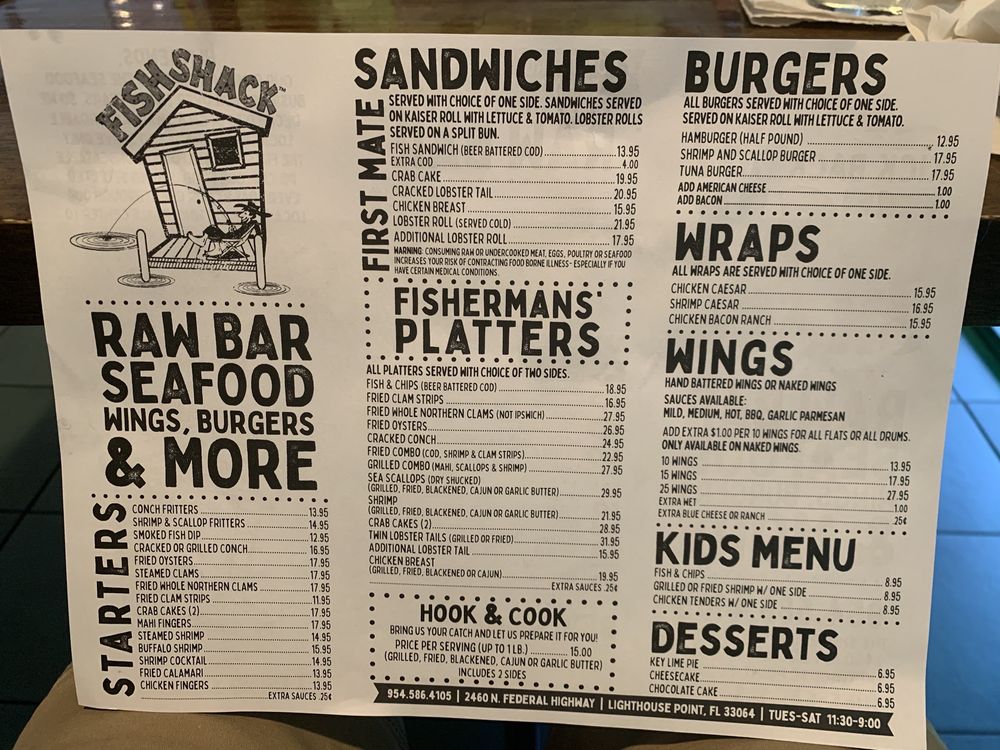 FISH SHACK™
RAW BAR
SEAFOOD
WINGS, BURGERS
& MORE
STARTERS
CONCH FRITTERS 13.95
SHRIMP & SCALLOP FRITTERS 14.95
SMOKED FISH DIP 12.95
CRACKED OR GRILLED CONCH 16.95
FRIED OYSTERS 17.95
STEAMED CLAMS 17.95
FRIED WHOLE NORTHERN CLAMS 17.95
FRIED CLAM STRIPS 11.95
CRAB CAKES (2) 17.95
MAHI FINGERS 17.95
STEAMED SHRIMP 14.95
BUFFALO SHRIMP 15.95
SHRIMP COCKTAIL 14.95
FRIED CALAMARI 13.95
CHICKEN FINGERS 13.95
EXTRA SAUCES .25¢
SANDWICHES
FIRST MATE
SERVED WITH CHOICE OF ONE SIDE. SANDWICHES SERVED
ON KAISER ROLL WITH LETTUCE & TOMATO. LOBSTER ROLLS
SERVED ON A SPLIT BUN.
FISH SANDWICH (BEER BATTERED COD) 13.95
EXTRA COD 4.00
CRAB CAKE 19.95
CRACKED LOBSTER TAIL 20.95
CHICKEN BREAST 15.95
LOBSTER ROLL (SERVED COLD) 21.95
ADDITIONAL LOBSTER ROLL 17.95
WARNING: CONSUMING RAW OR UNDERCOOKED MEAT, EGGS, POULTRY OR SEAFOOD
INCREASES YOUR RISK OF CONTRACTING FOOD BORNE ILLNESS- ESPECIALLY IF YOU
HAVE CERTAIN MEDICAL CONDITIONS.
FISHERMANS'
PLATTERS
ALL PLATTERS SERVED WITH CHOICE OF TWO SIDES.
FISH & CHIPS (BEER BATTERED COD) 18.95
FRIED CLAM STRIPS 16.95
FRIED WHOLE NORTHERN CLAMS (NOT IPSWICH) 27.95
FRIED OYSTERS 26.95
CRACKED CONCH 24.95
FRIED COMBO (COD, SHRIMP & CLAM STRIPS) 22.95
GRILLED COMBO (MAHI, SCALLOPS & SHRIMP) 27.95
SEA SCALLOPS (DRY SHUCKED)
(GRILLED, FRIED, BLACKENED, CAJUN OR GARLIC BUTTER) 29.95
SHRIMP
(GRILLED, FRIED, BLACKENED, CAJUN OR GARLIC BUTTER) 21.95
CRAB CAKES (2) 28.95
TWIN LOBSTER TAILS (GRILLED OR FRIED) 31.95
ADDITIONAL LOBSTER TAIL 15.95
CHICKEN BREAST
(GRILLED, FRIED, BLACKENED OR CAJUN) 19.95
EXTRA SAUCES .25¢
HOOK & COOK
BRING US YOUR CATCH AND LET US PREPARE IT FOR YOU!
PRICE PER SERVING (UP TO 1 LB.) 15.00
(GRILLED, FRIED, BLACKENED, CAJUN OR GARLIC BUTTER)
INCLUDES 2 SIDES
BURGERS
ALL BURGERS SERVED WITH CHOICE OF ONE SIDE.
SERVED ON KAISER ROLL WITH LETTUCE & TOMATO.
HAMBURGER (HALF POUND) 12.95
SHRIMP AND SCALLOP BURGER 17.95
TUNA BURGER 17.95
ADD AMERICAN CHEESE 1.00
ADD BACON 1.00
WRAPS
ALL WRAPS ARE SERVED WITH CHOICE OF ONE SIDE.
CHICKEN CAESAR 15.95
SHRIMP CAESAR 16.95
CHICKEN BACON RANCH 15.95
WINGS
HAND BATTERED WINGS OR NAKED WINGS
SAUCES AVAILABLE:
MILD, MEDIUM, HOT, BBQ, GARLIC PARMESAN
ADD EXTRA $1.00 PER 10 WINGS FOR ALL FLATS OR ALL DRUMS.
ONLY AVAILABLE ON NAKED WINGS.
10 WINGS 13.95
15 WINGS 17.95
25 WINGS 27.95
EXTRA WET 1.00
EXTRA BLUE CHEESE OR RANCH .25¢
KIDS MENU
FISH & CHIPS 8.95
GRILLED OR FRIED SHRIMP W/ ONE SIDE 8.95
CHICKEN TENDERS W/ ONE SIDE 8.95
DESSERTS
KEY LIME PIE 6.95
CHEESECAKE 6.95
CHOCOLATE CAKE 6.95
954.586.4105 | 2460 N. FEDERAL HIGHWAY | LIGHTHOUSE POINT, FL 33064 | TUES-SAT 11:30-9:00